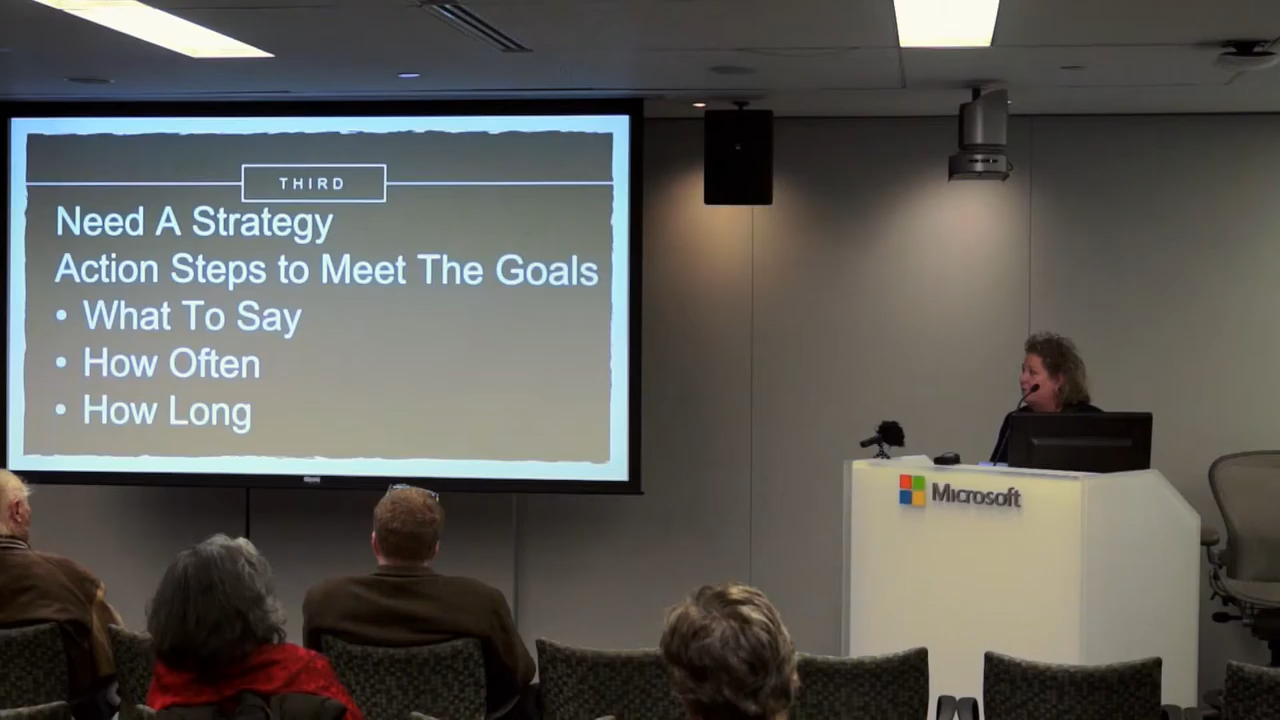 THIRD
Need A Strategy
Action Steps to Meet The Goals
• What To Say
• How Often
• How Long
Microsoft